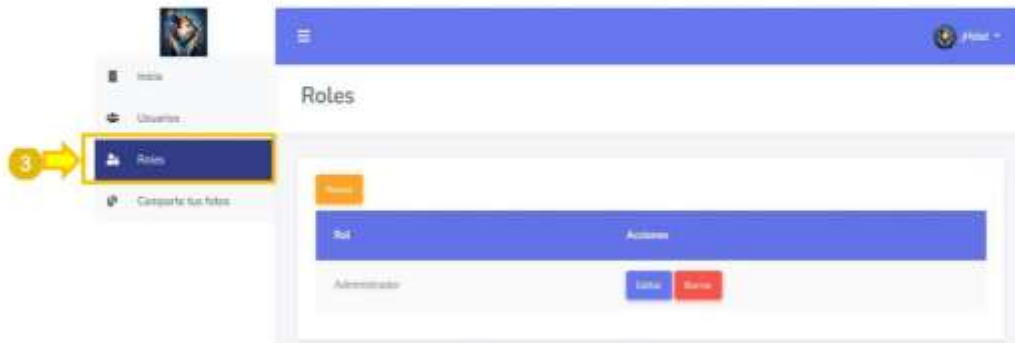 Inicio
Usuarios
3
Roles
Comparte tus fotos
Roles
Nuevo
Rol Acciones
Administrador Editar Borrar